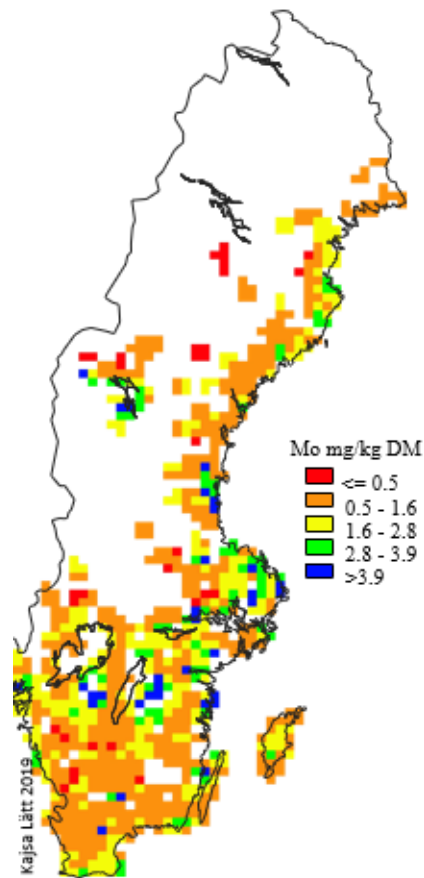 Mo mg/kg DM
<= 0.5
0.5 - 1.6
1.6 - 2.8
2.8 - 3.9
>3.9
Kajsa Lätt 2019